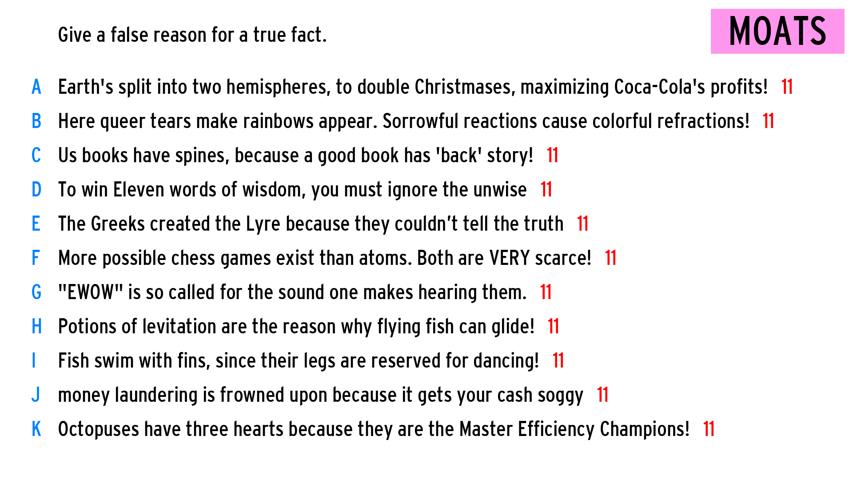 Give a false reason for a true fact.
MOATS
A Earth's split into two hemispheres, to double Christmases, maximizing Coca-Cola's profits! 11
B Here queer tears make rainbows appear. Sorrowful reactions cause colorful refractions! 11
C Us books have spines, because a good book has 'back' story! 11
D To win Eleven words of wisdom, you must ignore the unwise 11
E The Greeks created the Lyre because they couldn't tell the truth 11
F More possible chess games exist than atoms. Both are VERY scarce! 11
G "EWOW" is so called for the sound one makes hearing them. 11
H Potions of levitation are the reason why flying fish can glide! 11
I Fish swim with fins, since their legs are reserved for dancing! 11
J money laundering is frowned upon because it gets your cash soggy 11
K Octopuses have three hearts because they are the Master Efficiency Champions! 11